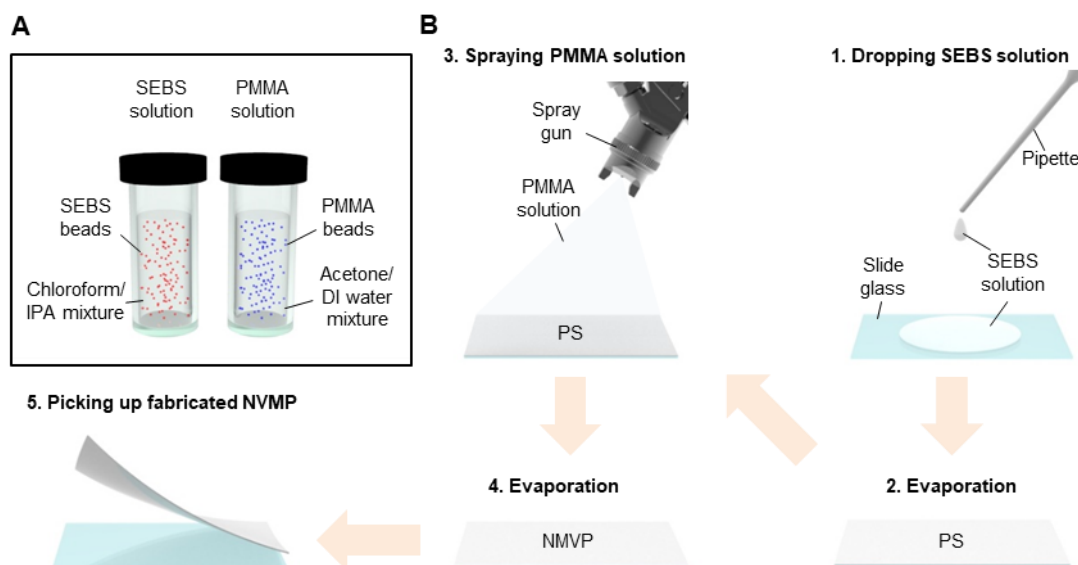 A
SEBS
solution
PMMA
solution
SEBS
beads
Chloroform/
IPA mixture
PMMA
beads
Acetone/
DI water
mixture
B
3. Spraying PMMA solution
Spray
gun
PMMA
solution
PS
1. Dropping SEBS solution
Pipette
Slide
glass
SEBS
solution
5. Picking up fabricated NVMP
4. Evaporation
NMVP
2. Evaporation
PS